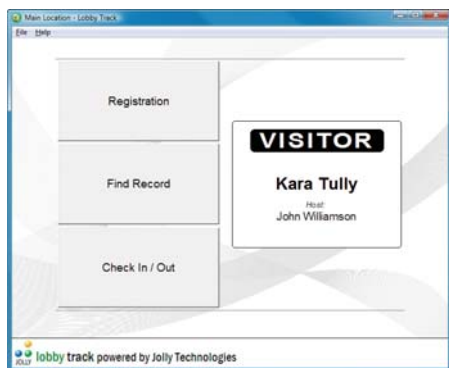 Main Location - Lobby Track
File Help
Registration
Find Record
Check In / Out
VISITOR
Kara Tully
Host:
John Williamson
JOLLY lobby track powered by Jolly Technologies